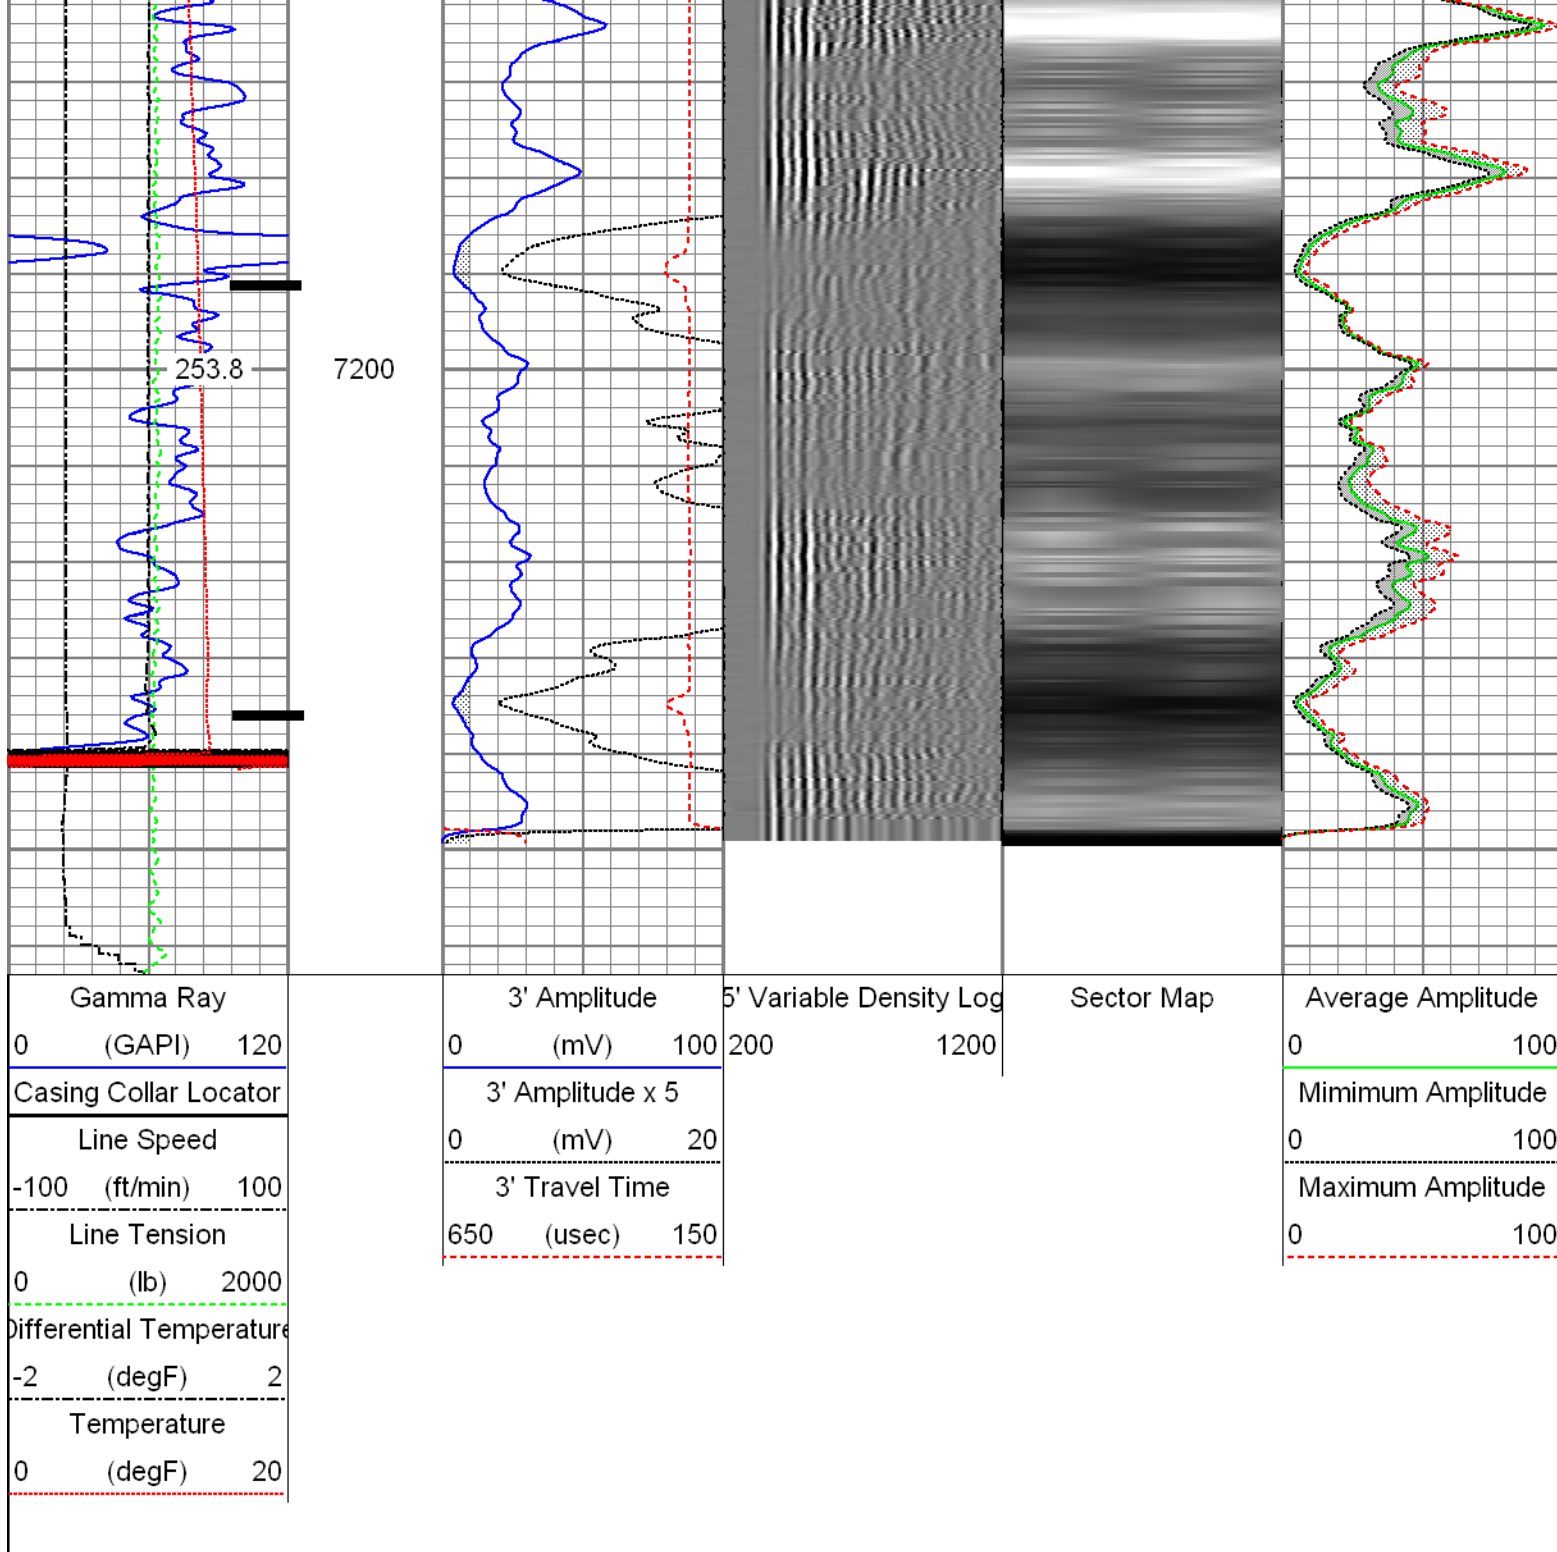 253.8
7200
Gamma Ray
0 (GAPI) 120
Casing Collar Locator
Line Speed
-100 (ft/min) 100
Line Tension
0 (lb) 2000
Differential Temperature
-2 (degF) 2
Temperature
0 (degF) 20
3' Amplitude
0 (mV) 100
3' Amplitude x 5
0 (mV) 20
3' Travel Time
650 (usec) 150
5' Variable Density Log
200 1200
Sector Map
Average Amplitude
0 100
Mimimum Amplitude
0 100
Maximum Amplitude
0 100